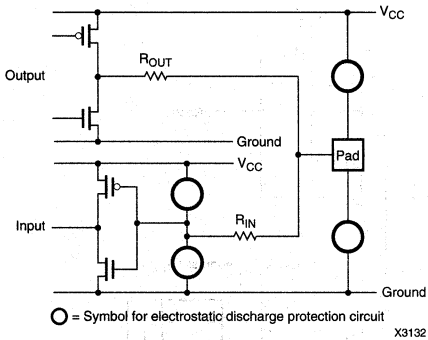 VCC
ROUT
Output
Ground
VCC
Pad
RIN
Input
Ground
= Symbol for electrostatic discharge protection circuit
X3132